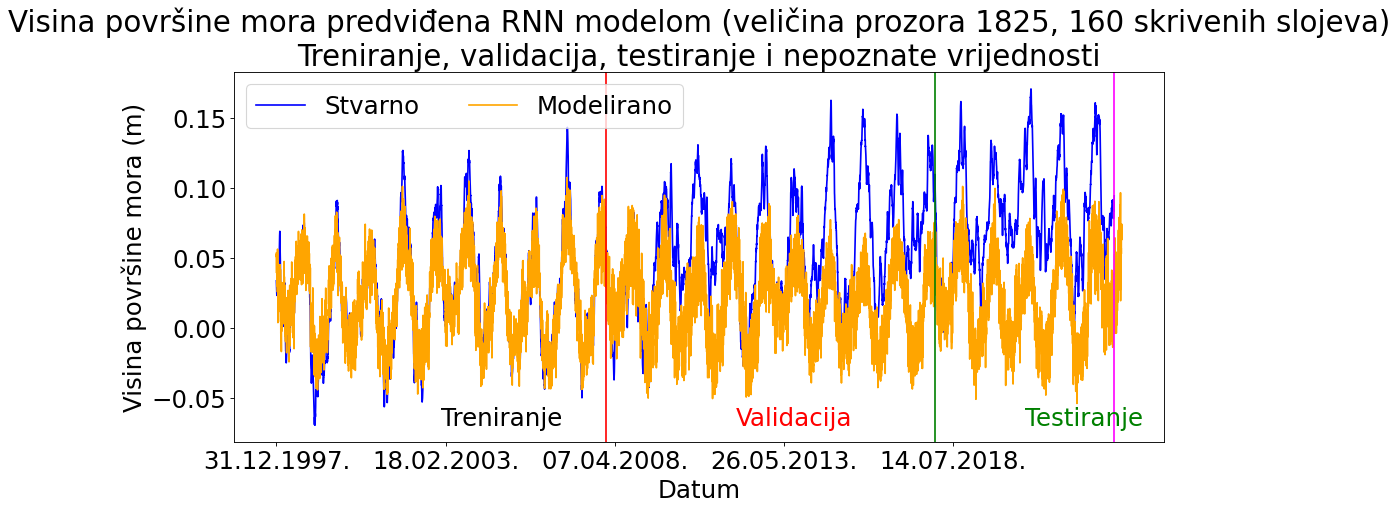 Visina površine mora predviđena RNN modelom (veličina prozora 1825, 160 skrivenih slojeva)
Treniranje, validacija, testiranje i nepoznate vrijednosti
Stvarno
Modelirano
Visina površine mora (m)
0.15
0.10
0.05
0.00
−0.05
Treniranje
Validacija
Testiranje
31.12.1997.
18.02.2003.
07.04.2008.
26.05.2013.
14.07.2018.
Datum